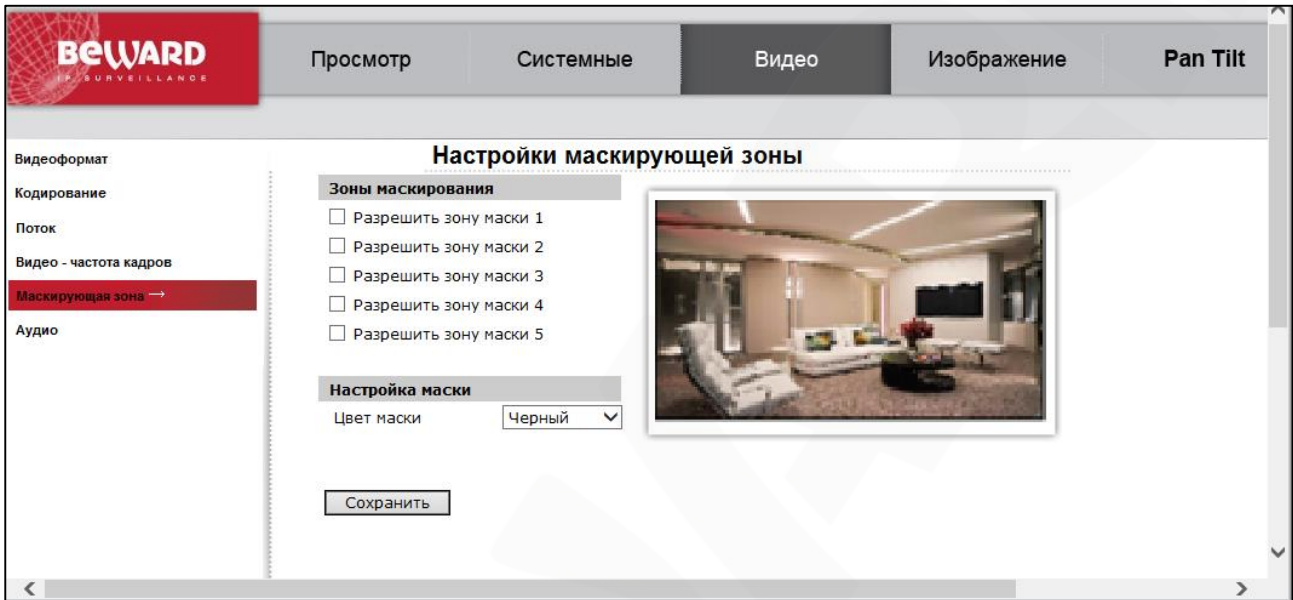 BEWARD
IP SURVEILLANCE
Просмотр
Системные
Видео
Изображение
Pan Tilt
Видеоформат
Кодирование
Поток
Видео - частота кадров
Маскирующая зона →
Аудио
Настройки маскирующей зоны
Зоны маскирования
Разрешить зону маски 1
Разрешить зону маски 2
Разрешить зону маски 3
Разрешить зону маски 4
Разрешить зону маски 5
Настройка маски
Цвет маски Черный
Сохранить